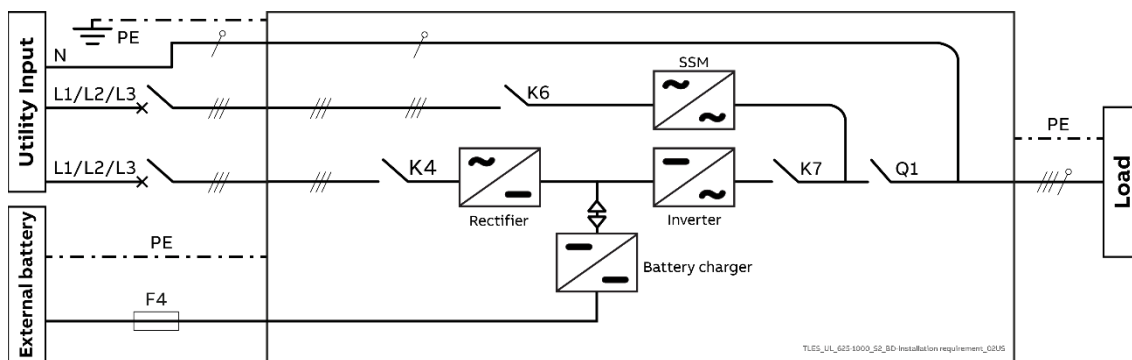 Utility Input
PE
N
L1/L2/L3
K6
SSM
L1/L2/L3
K4
Rectifier
Inverter
K7
Q1
PE
Load
External battery
PE
F4
Battery charger
TLES_UL_625-1000_S2_BD-Installation requirement_02US